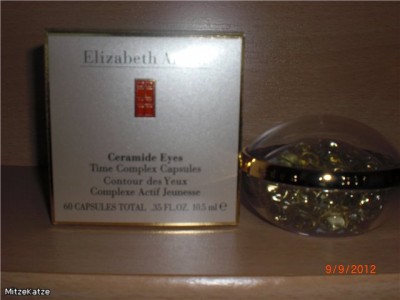 Elizabeth A
Ceramide Eyes
Time Complex Capsules
Contour des Yeux
Complexe Actif Jeunesse
60 CAPSULES TOTAL .35 FL.OZ. 10.5 ml ℮
9/9/2012
MitzeKatze